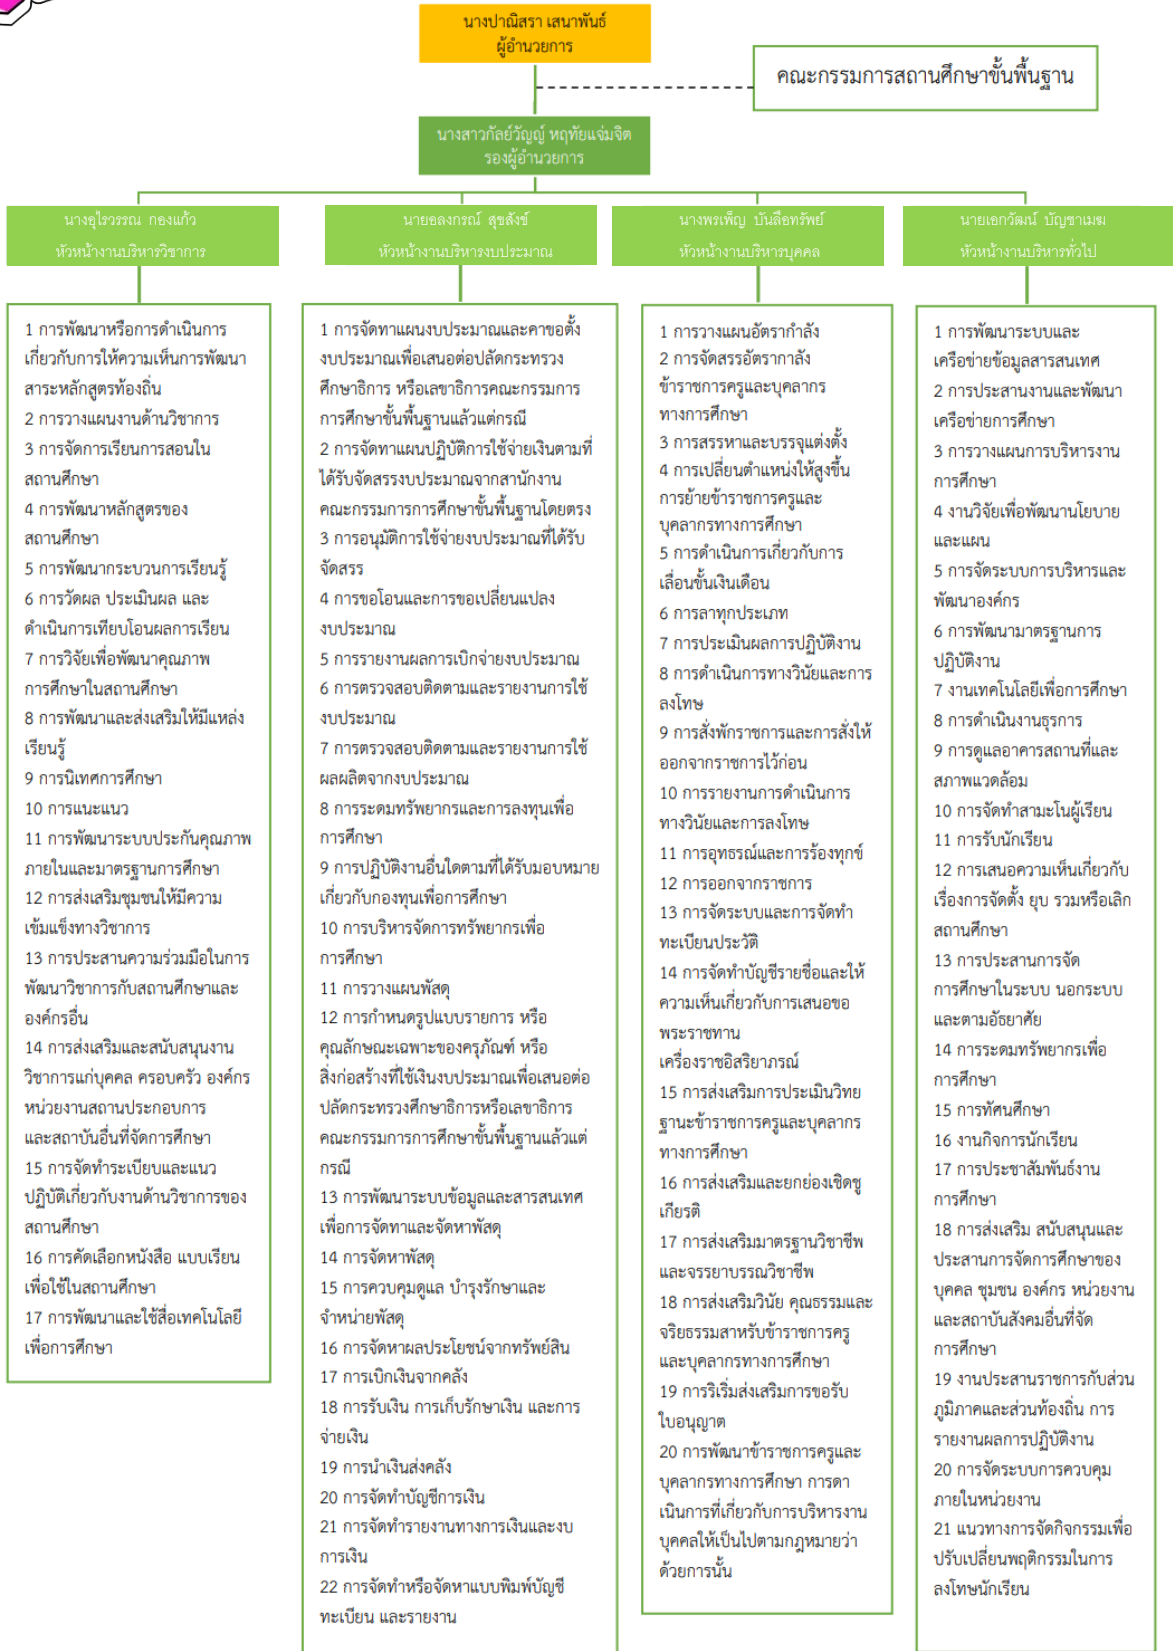 นางปาณิสรา เสนาพันธ์
ผู้อำนวยการ
คณะกรรมการสถานศึกษาขั้นพื้นฐาน
นางสาวกัลย์วัญญ์ หฤทัยแจ่มจิต
รองผู้อำนวยการ
นางอุไรวรรณ กองแก้ว
หัวหน้างานบริหารวิชาการ
นายอลงกรณ์ สุขสังข์
หัวหน้างานบริหารงบประมาณ
นางพรเพ็ญ บันลือทรัพย์
หัวหน้างานบริหารบุคคล
นายเอกวัฒน์ บัญชาเมฆ
หัวหน้างานบริหารทั่วไป
1 การพัฒนาหรือการดำเนินการ
เกี่ยวกับการให้ความเห็นการพัฒนา
สาระหลักสูตรท้องถิ่น
2 การวางแผนงานด้านวิชาการ
3 การจัดการเรียนการสอนใน
สถานศึกษา
4 การพัฒนาหลักสูตรของ
สถานศึกษา
5 การพัฒนากระบวนการเรียนรู้
6 การวัดผล ประเมินผล และ
ดำเนินการเทียบโอนผลการเรียน
7 การวิจัยเพื่อพัฒนาคุณภาพ
การศึกษาในสถานศึกษา
8 การพัฒนาและส่งเสริมให้มีแหล่ง
เรียนรู้
9 การนิเทศการศึกษา
10 การแนะแนว
11 การพัฒนาระบบประกันคุณภาพ
ภายในและมาตรฐานการศึกษา
12 การส่งเสริมชุมชนให้มีความ
เข้มแข็งทางวิชาการ
13 การประสานความร่วมมือในการ
พัฒนาวิชาการกับสถานศึกษาและ
องค์กรอื่น
14 การส่งเสริมและสนับสนุนงาน
วิชาการแก่บุคคล ครอบครัว องค์กร
หน่วยงานสถานประกอบการ
และสถาบันอื่นที่จัดการศึกษา
15 การจัดทำระเบียบและแนว
ปฏิบัติเกี่ยวกับงานด้านวิชาการของ
สถานศึกษา
16 การคัดเลือกหนังสือ แบบเรียน
เพื่อใช้ในสถานศึกษา
17 การพัฒนาและใช้สื่อเทคโนโลยี
เพื่อการศึกษา
1 การจัดทาแผนงบประมาณและคาขอตั้ง
งบประมาณเพื่อเสนอต่อปลัดกระทรวง
ศึกษาธิการ หรือเลขาธิการคณะกรรมการ
การศึกษาขั้นพื้นฐานแล้วแต่กรณี
2 การจัดทาแผนปฏิบัติการใช้จ่ายเงินตามที่
ได้รับจัดสรรงบประมาณจากสานักงาน
คณะกรรมการการศึกษาขั้นพื้นฐานโดยตรง
3 การอนุมัติการใช้จ่ายงบประมาณที่ได้รับ
จัดสรร
4 การขอโอนและการขอเปลี่ยนแปลง
งบประมาณ
5 การรายงานผลการเบิกจ่ายงบประมาณ
6 การตรวจสอบติดตามและรายงานการใช้
งบประมาณ
7 การตรวจสอบติดตามและรายงานการใช้
ผลผลิตจากงบประมาณ
8 การระดมทรัพยากรและการลงทุนเพื่อ
การศึกษา
9 การปฏิบัติงานอื่นใดตามที่ได้รับมอบหมาย
เกี่ยวกับกองทุนเพื่อการศึกษา
10 การบริหารจัดการทรัพยากรเพื่อ
การศึกษา
11 การวางแผนพัสดุ
12 การกำหนดรูปแบบรายการ หรือ
คุณลักษณะเฉพาะของครุภัณฑ์ หรือ
สิ่งก่อสร้างที่ใช้เงินงบประมาณเพื่อเสนอต่อ
ปลัดกระทรวงศึกษาธิการหรือเลขาธิการ
คณะกรรมการการศึกษาขั้นพื้นฐานแล้วแต่
กรณี
13 การพัฒนาระบบข้อมูลและสารสนเทศ
เพื่อการจัดทาและจัดหาพัสดุ
14 การจัดหาพัสดุ
15 การควบคุมดูแล บำรุงรักษาและ
จำหน่ายพัสดุ
16 การจัดหาผลประโยชน์จากทรัพย์สิน
17 การเบิกเงินจากคลัง
18 การรับเงิน การเก็บรักษาเงิน และการ
จ่ายเงิน
19 การนำเงินส่งคลัง
20 การจัดทำบัญชีการเงิน
21 การจัดทำรายงานทางการเงินและงบ
การเงิน
22 การจัดทำหรือจัดหาแบบพิมพ์บัญชี
ทะเบียน และรายงาน
1 การวางแผนอัตรากำลัง
2 การจัดสรรอัตรากาลัง
ข้าราชการครูและบุคลากร
ทางการศึกษา
3 การสรรหาและบรรจุแต่งตั้ง
4 การเปลี่ยนตำแหน่งให้สูงขึ้น
การย้ายข้าราชการครูและ
บุคลากรทางการศึกษา
5 การดำเนินการเกี่ยวกับการ
เลื่อนขั้นเงินเดือน
6 การลาทุกประเภท
7 การประเมินผลการปฏิบัติงาน
8 การดำเนินการทางวินัยและการ
ลงโทษ
9 การสั่งพักราชการและการสั่งให้
ออกจากราชการไว้ก่อน
10 การรายงานการดำเนินการ
ทางวินัยและการลงโทษ
11 การอุทธรณ์และการร้องทุกข์
12 การออกจากราชการ
13 การจัดระบบและการจัดทำ
ทะเบียนประวัติ
14 การจัดทำบัญชีรายชื่อและให้
ความเห็นเกี่ยวกับการเสนอขอ
พระราชทาน
เครื่องราชอิสริยาภรณ์
15 การส่งเสริมการประเมินวิทย
ฐานะข้าราชการครูและบุคลากร
ทางการศึกษา
16 การส่งเสริมและยกย่องเชิดชู
เกียรติ
17 การส่งเสริมมาตรฐานวิชาชีพ
และจรรยาบรรณวิชาชีพ
18 การส่งเสริมวินัย คุณธรรมและ
จริยธรรมสาหรับข้าราชการครู
และบุคลากรทางการศึกษา
19 การริเริ่มส่งเสริมการขอรับ
ใบอนุญาต
20 การพัฒนาข้าราชการครูและ
บุคลากรทางการศึกษา การดา
เนินการที่เกี่ยวกับการบริหารงาน
บุคคลให้เป็นไปตามกฎหมายว่า
ด้วยการนั้น
1 การพัฒนาระบบและ
เครือข่ายข้อมูลสารสนเทศ
2 การประสานงานและพัฒนา
เครือข่ายการศึกษา
3 การวางแผนการบริหารงาน
การศึกษา
4 งานวิจัยเพื่อพัฒนานโยบาย
และแผน
5 การจัดระบบการบริหารและ
พัฒนาองค์กร
6 การพัฒนามาตรฐานการ
ปฏิบัติงาน
7 งานเทคโนโลยีเพื่อการศึกษา
8 การดำเนินงานธุรการ
9 การดูแลอาคารสถานที่และ
สภาพแวดล้อม
10 การจัดทำสามะโนผู้เรียน
11 การรับนักเรียน
12 การเสนอความเห็นเกี่ยวกับ
เรื่องการจัดตั้ง ยุบ รวมหรือเลิก
สถานศึกษา
13 การประสานการจัด
การศึกษาในระบบ นอกระบบ
และตามอัธยาศัย
14 การระดมทรัพยากรเพื่อ
การศึกษา
15 การทัศนศึกษา
16 งานกิจการนักเรียน
17 การประชาสัมพันธ์งาน
การศึกษา
18 การส่งเสริม สนับสนุนและ
ประสานการจัดการศึกษาของ
บุคคล ชุมชน องค์กร หน่วยงาน
และสถาบันสังคมอื่นที่จัด
การศึกษา
19 งานประสานราชการกับส่วน
ภูมิภาคและส่วนท้องถิ่น การ
รายงานผลการปฏิบัติงาน
20 การจัดระบบการควบคุม
ภายในหน่วยงาน
21 แนวทางการจัดกิจกรรมเพื่อ
ปรับเปลี่ยนพฤติกรรมในการ
ลงโทษนักเรียน